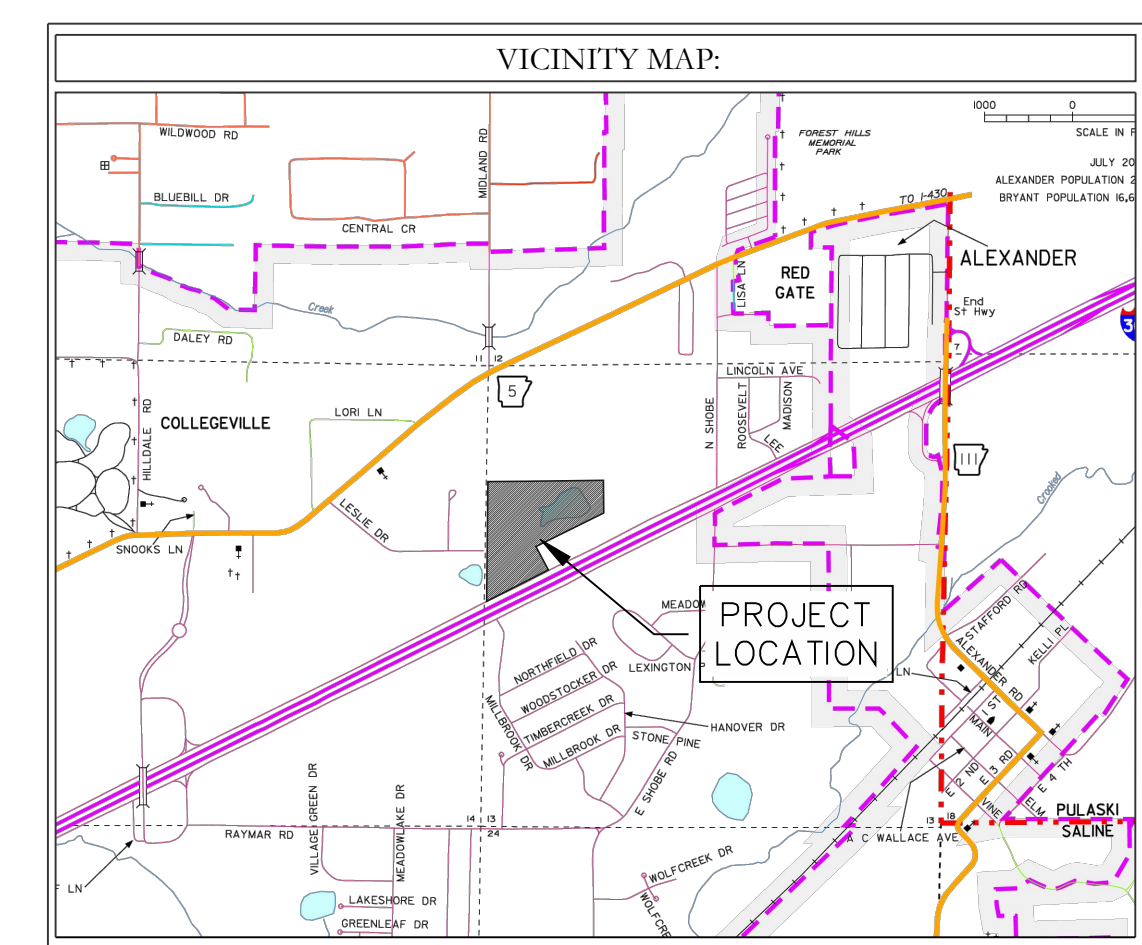 VICINITY MAP:
1000 0
SCALE IN F
JULY 20
ALEXANDER POPULATION 2
BRYANT POPULATION 16,6
WILDWOOD RD
MIDLAND RD
FOREST HILLS
MEMORIAL
PARK
BLUEBILL DR
CENTRAL CR
TO I-430
ALEXANDER
RED
GATE
LISA LN
End
St Hwy
Creek
DALEY RD
11 12
7
5
LINCOLN AVE
N SHOBE
ROOSEVELT
MADISON
LEE
COLLEGEVILLE
LORI LN
HILLDALE RD
LESLIE DR
SNOOKS LN
111
Crooked
PROJECT
LOCATION
MEADOW
LEXINGTON P
NORTHFIELD DR
WOODSTOCKER DR
TIMBERCREEK DR
MILLBROOK DR
MILLBROOK DR
HANOVER DR
STONE PINE
E SHOBE RD
STAFFORD RD
ALEXANDER RD
KELLI PL
LN
1 ST
MAIN
E 2 ND
E 3 RD
E 4 TH
VINE
ELM
PULASKI
SALINE
13 18
A C WALLACE AVE
14 13
24
RAYMAR RD
VILLAGE GREEN DR
MEADOWLAKE DR
F LN
LAKESHORE DR
GREENLEAF DR
WOLFCREEK DR
WOLFCRE
3